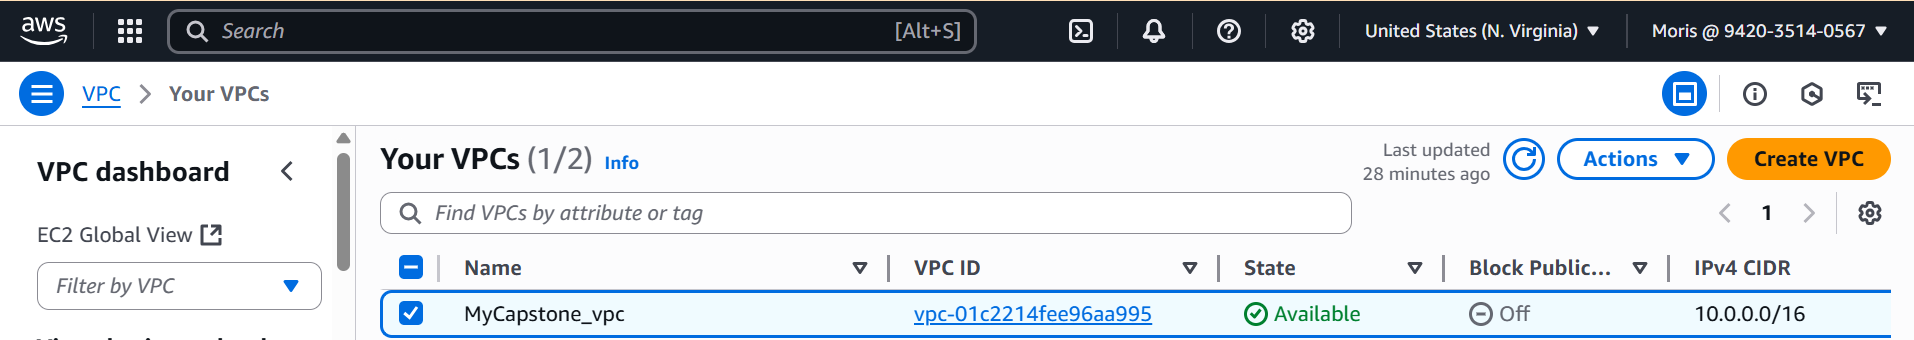 aws Search [Alt+S] United States (N. Virginia) Moris @ 9420-3514-0567
VPC Your VPCs
VPC dashboard
EC2 Global View
Filter by VPC
Your VPCs (1/2) Info
Last updated
28 minutes ago
Actions Create VPC
Find VPCs by attribute or tag
1
Name VPC ID State Block Public... IPv4 CIDR
MyCapstone_vpc vpc-01c2214fee96aa995 Available Off 10.0.0.0/16